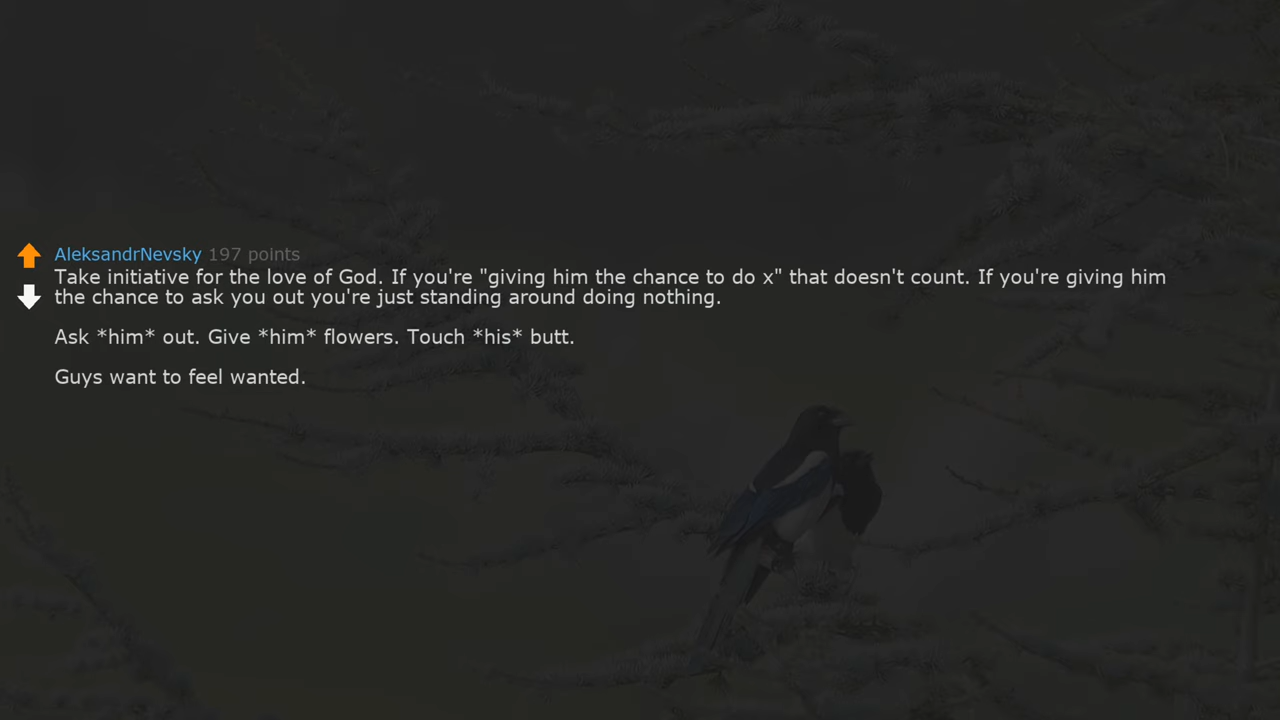 AleksandrNevsky 197 points
Take initiative for the love of God. If you're "giving him the chance to do x" that doesn't count. If you're giving him
the chance to ask you out you're just standing around doing nothing.
Ask *him* out. Give *him* flowers. Touch *his* butt.
Guys want to feel wanted.